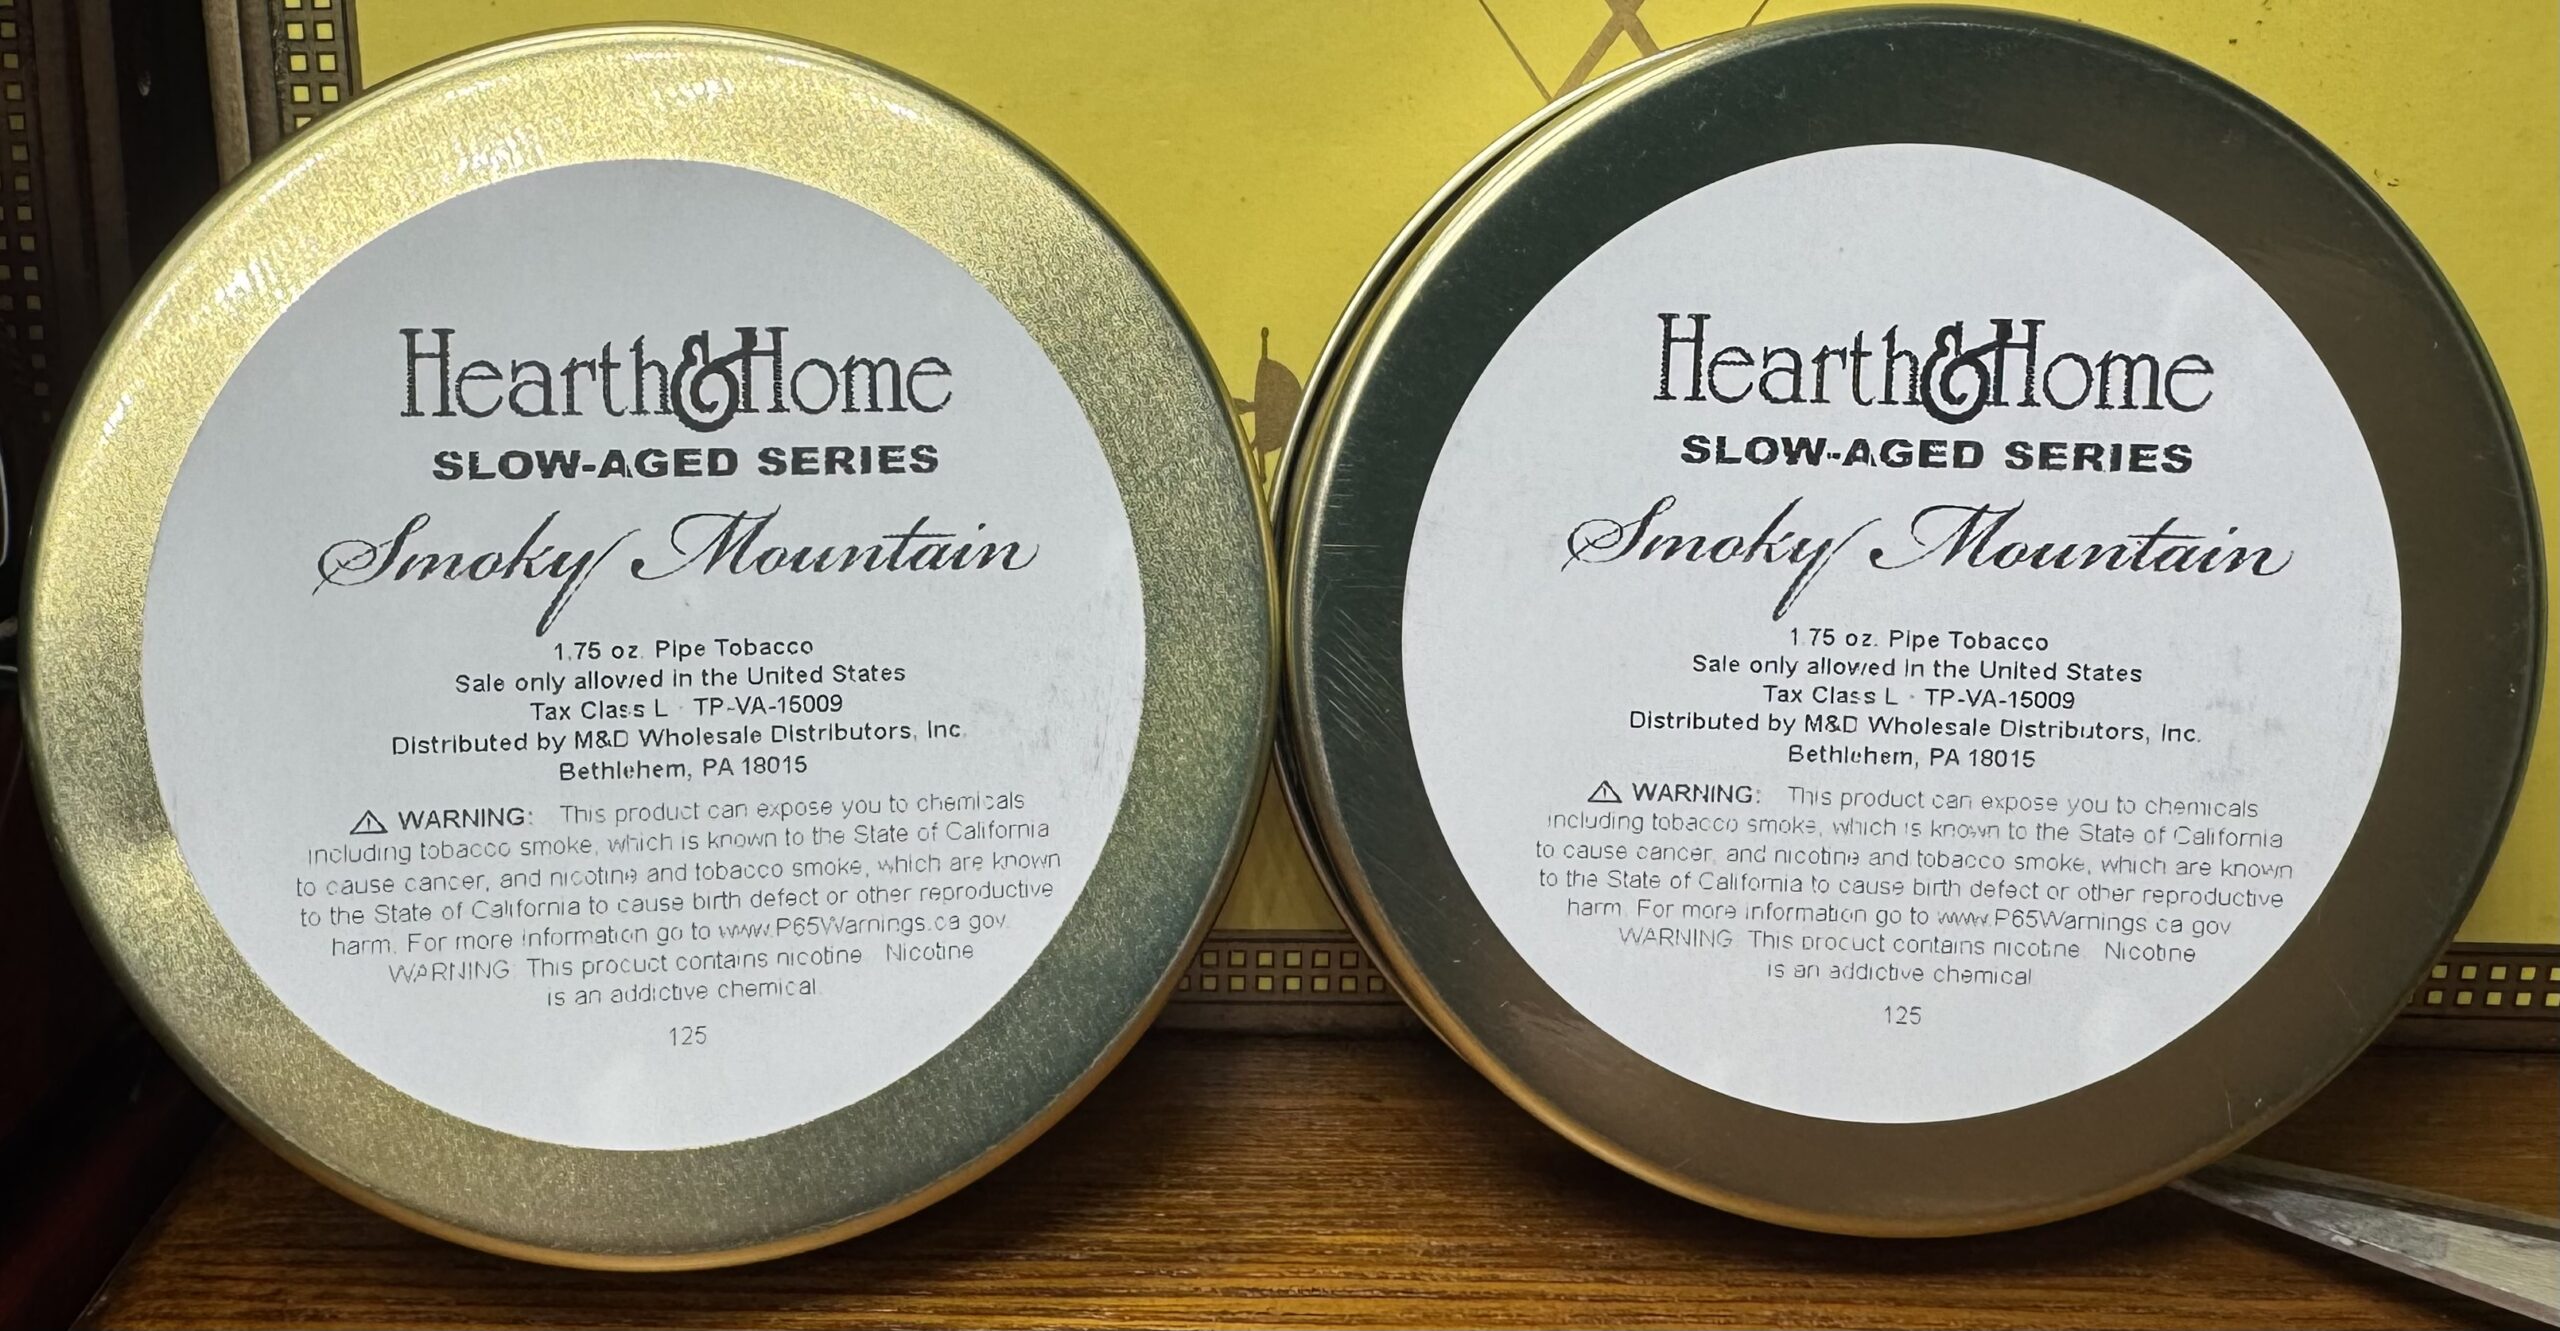 Hearth & Home
SLOW-AGED SERIES
Smoky Mountain
1.75 oz. Pipe Tobacco
Sale only allowed in the United States
Tax Class L · TP-VA-15009
Distributed by M&D Wholesale Distributors, Inc.
Bethlehem, PA 18015
⚠ WARNING: This product can expose you to chemicals
including tobacco smoke, which is known to the State of California
to cause cancer, and nicotine and tobacco smoke, which are known
to the State of California to cause birth defect or other reproductive
harm. For more information go to www.P65Warnings.ca.gov.
WARNING: This product contains nicotine. Nicotine
is an addictive chemical.
125
Hearth & Home
SLOW-AGED SERIES
Smoky Mountain
1.75 oz. Pipe Tobacco
Sale only allowed in the United States
Tax Class L · TP-VA-15009
Distributed by M&D Wholesale Distributors, Inc.
Bethlehem, PA 18015
⚠ WARNING: This product can expose you to chemicals
including tobacco smoke, which is known to the State of California
to cause cancer, and nicotine and tobacco smoke, which are known
to the State of California to cause birth defect or other reproductive
harm. For more information go to www.P65Warnings.ca.gov
WARNING: This product contains nicotine. Nicotine
is an addictive chemical
125